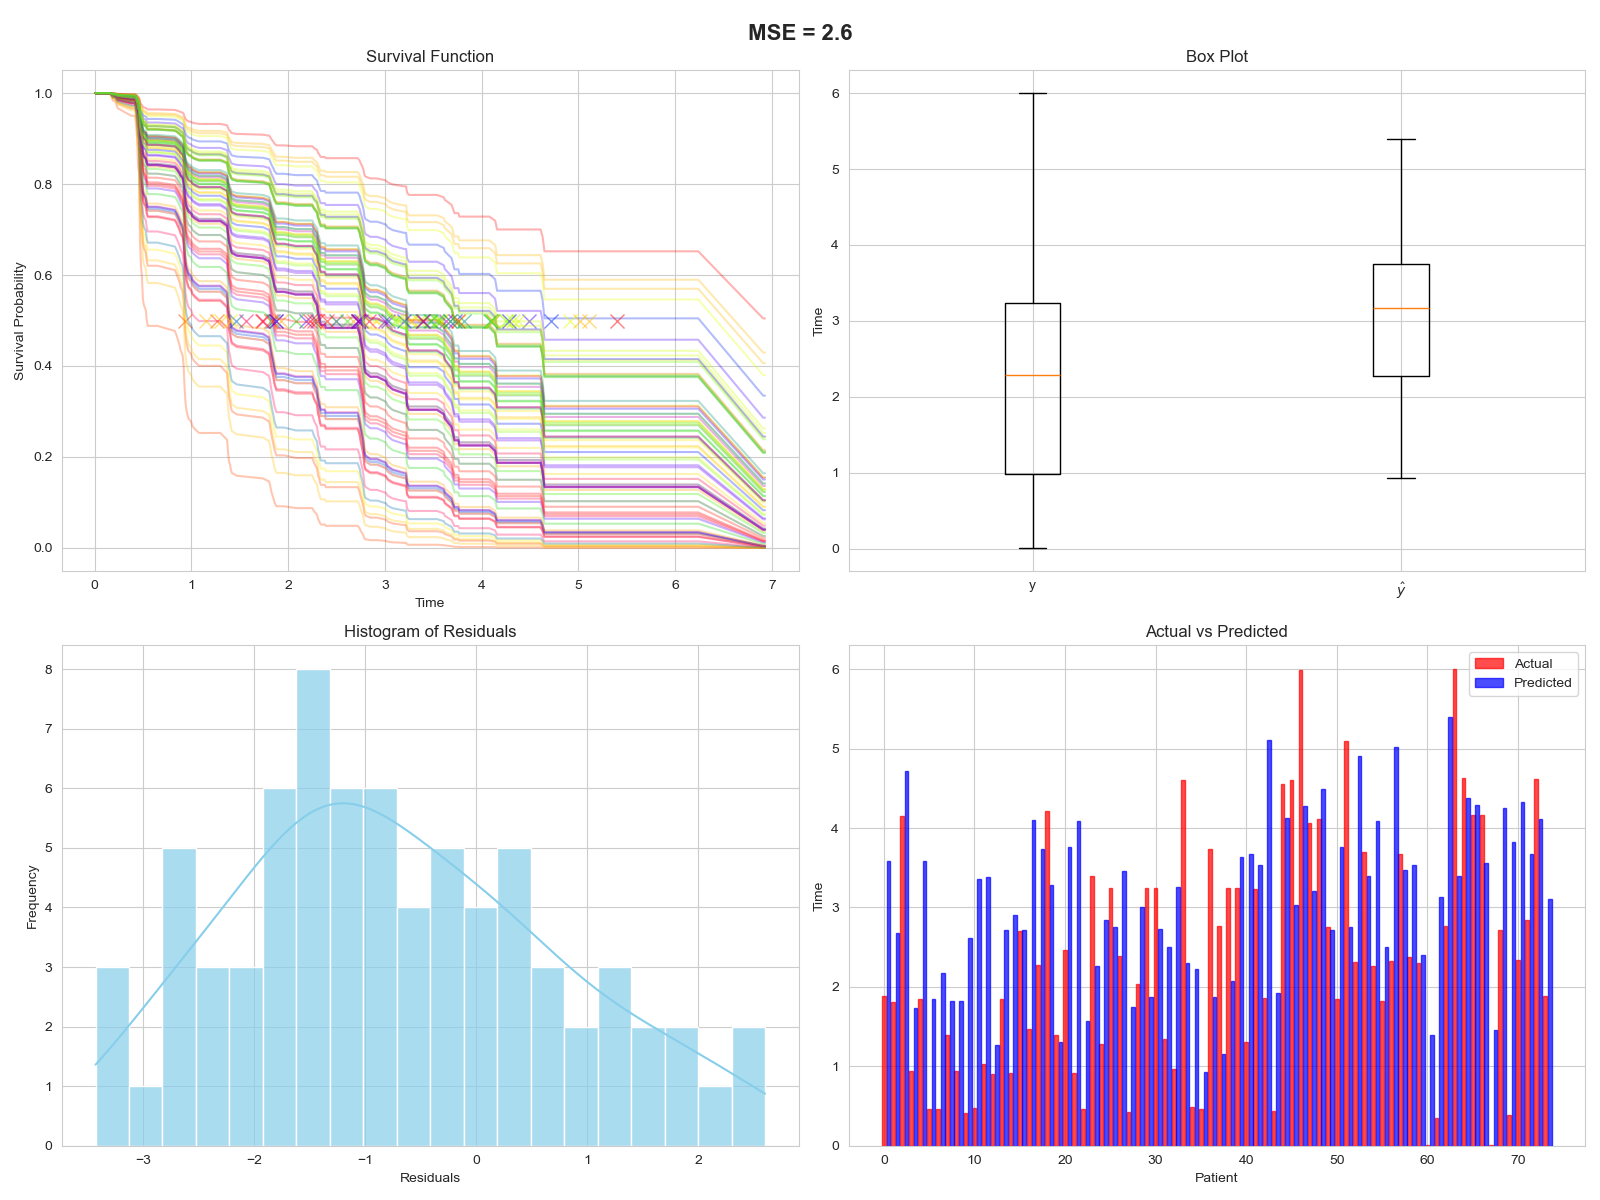 MSE = 2.6
Survival Function
Survival Probability
1.0
0.8
0.6
0.4
0.2
0.0
0 1 2 3 4 5 6 7
Time
Box Plot
Time
6
5
4
3
2
1
0
y ŷ
Histogram of Residuals
Frequency
8
7
6
5
4
3
2
1
0
−3 −2 −1 0 1 2
Residuals
Actual vs Predicted
Actual
Predicted
Time
6
5
4
3
2
1
0
0 10 20 30 40 50 60 70
Patient